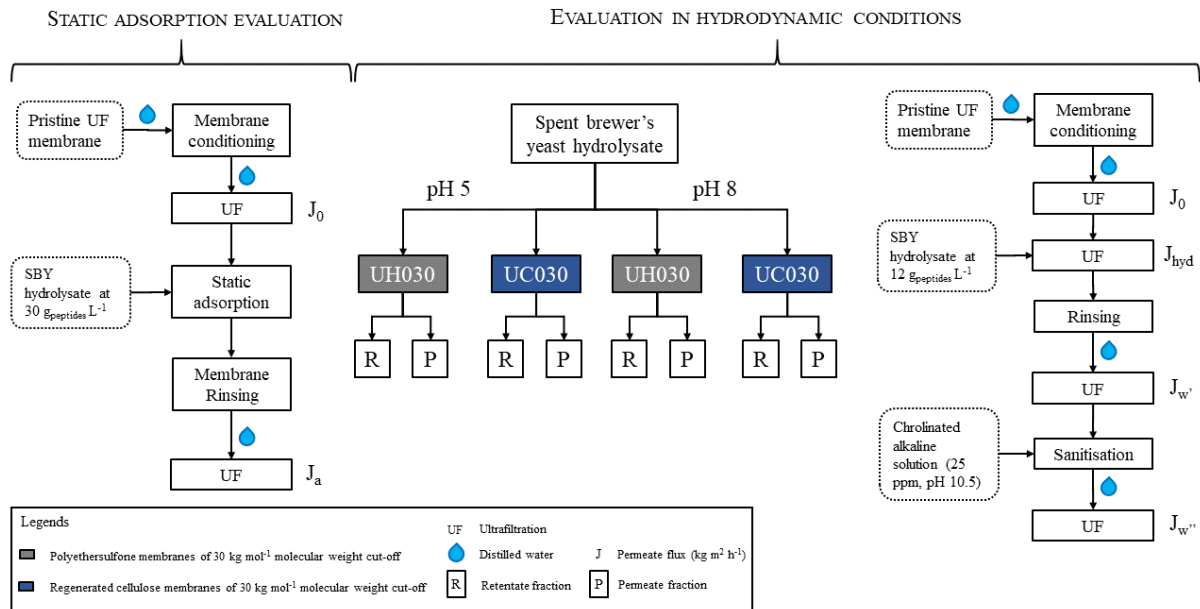 STATIC ADSORPTION EVALUATION
Pristine UF
membrane
Membrane
conditioning
UF
J0
SBY
hydrolysate at
30 gpeptides L-1
Static
adsorption
Membrane
Rinsing
UF
Ja
EVALUATION IN HYDRODYNAMIC CONDITIONS
Spent brewer's
yeast hydrolysate
pH 5
pH 8
UH030
UC030
UH030
UC030
R
P
R
P
R
P
R
P
Pristine UF
membrane
Membrane
conditioning
UF
J0
SBY
hydrolysate at
12 gpeptides L-1
UF
Jhyd
Rinsing
UF
Jw'
Chrolinated
alkaline
solution (25
ppm, pH 10.5)
Sanitisation
UF
Jw''
Legends
Polyethersulfone membranes of 30 kg mol-1 molecular weight cut-off
Regenerated cellulose membranes of 30 kg mol-1 molecular weight cut-off
UF Ultrafiltration
Distilled water
J Permeate flux (kg m2 h-1)
R Retentate fraction
P Permeate fraction